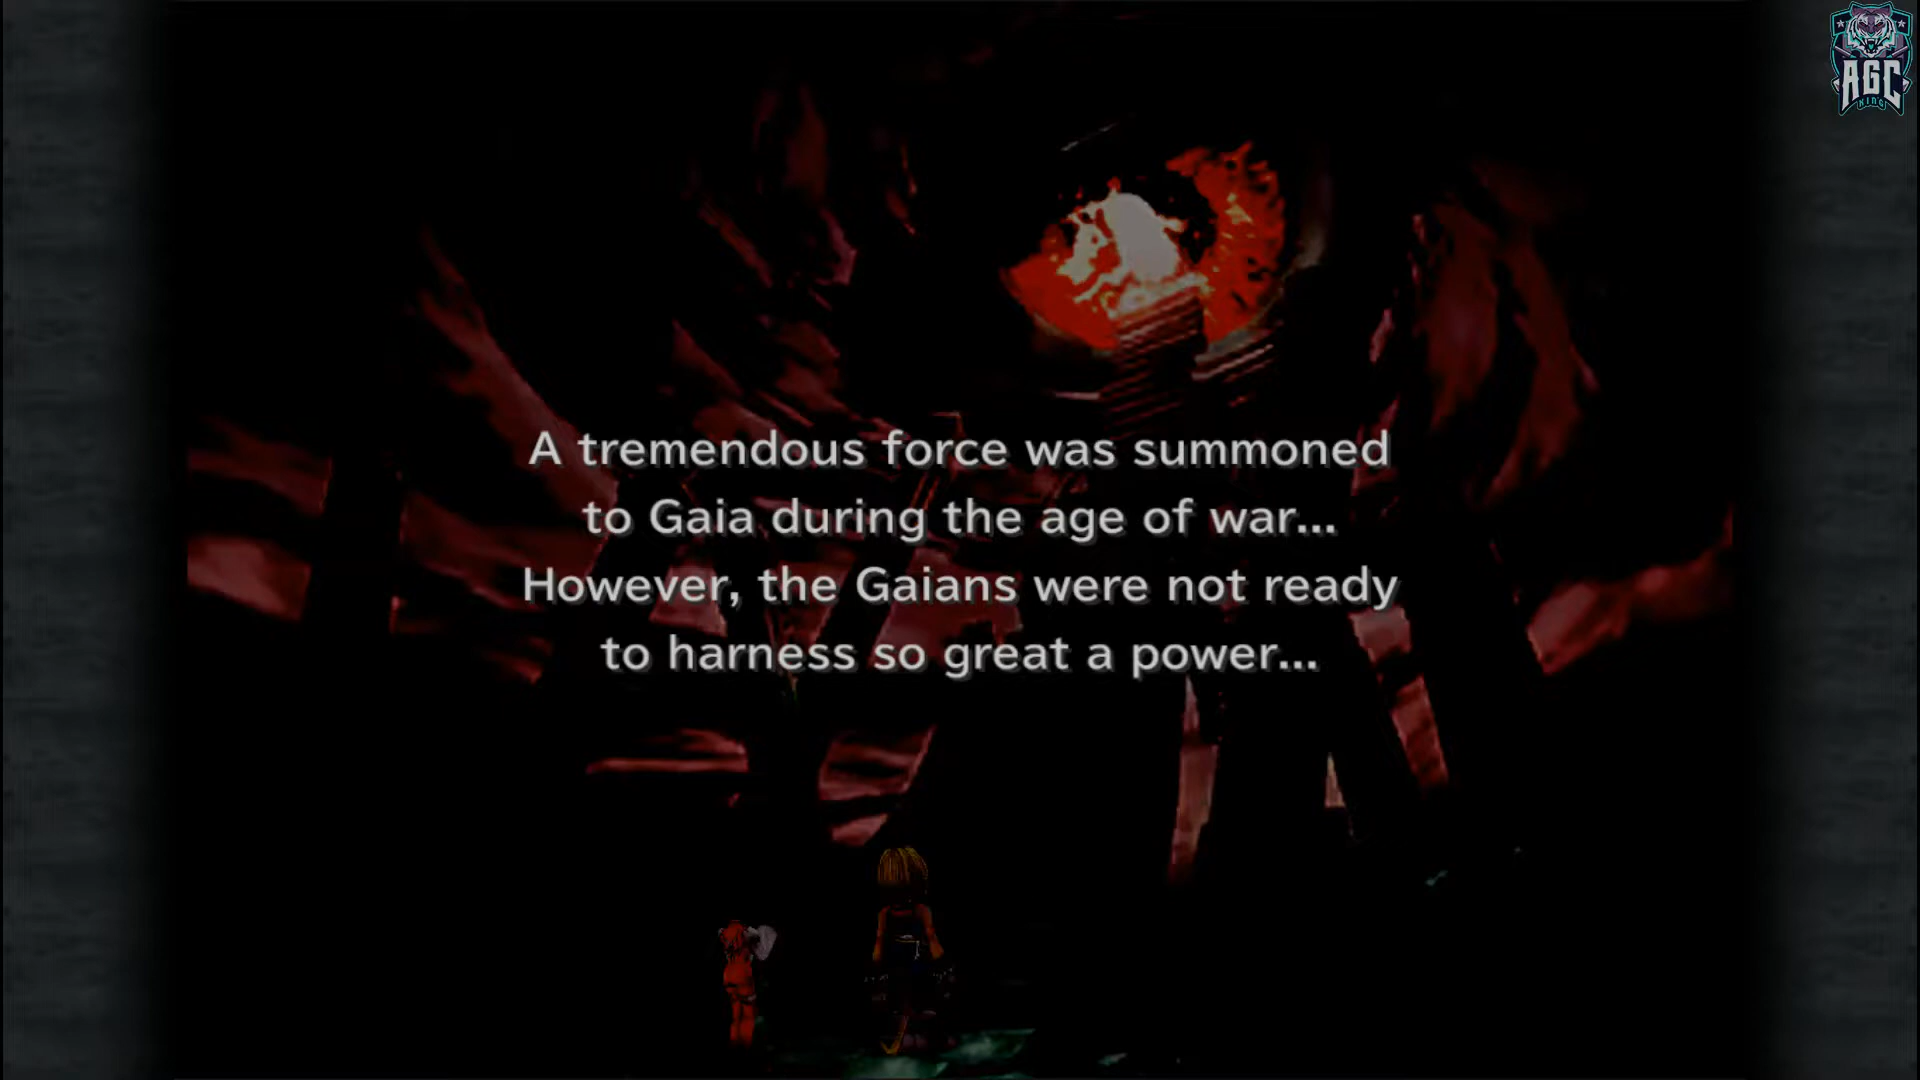 AGC
KING
A tremendous force was summoned
to Gaia during the age of war...
However, the Gaians were not ready
to harness so great a power...